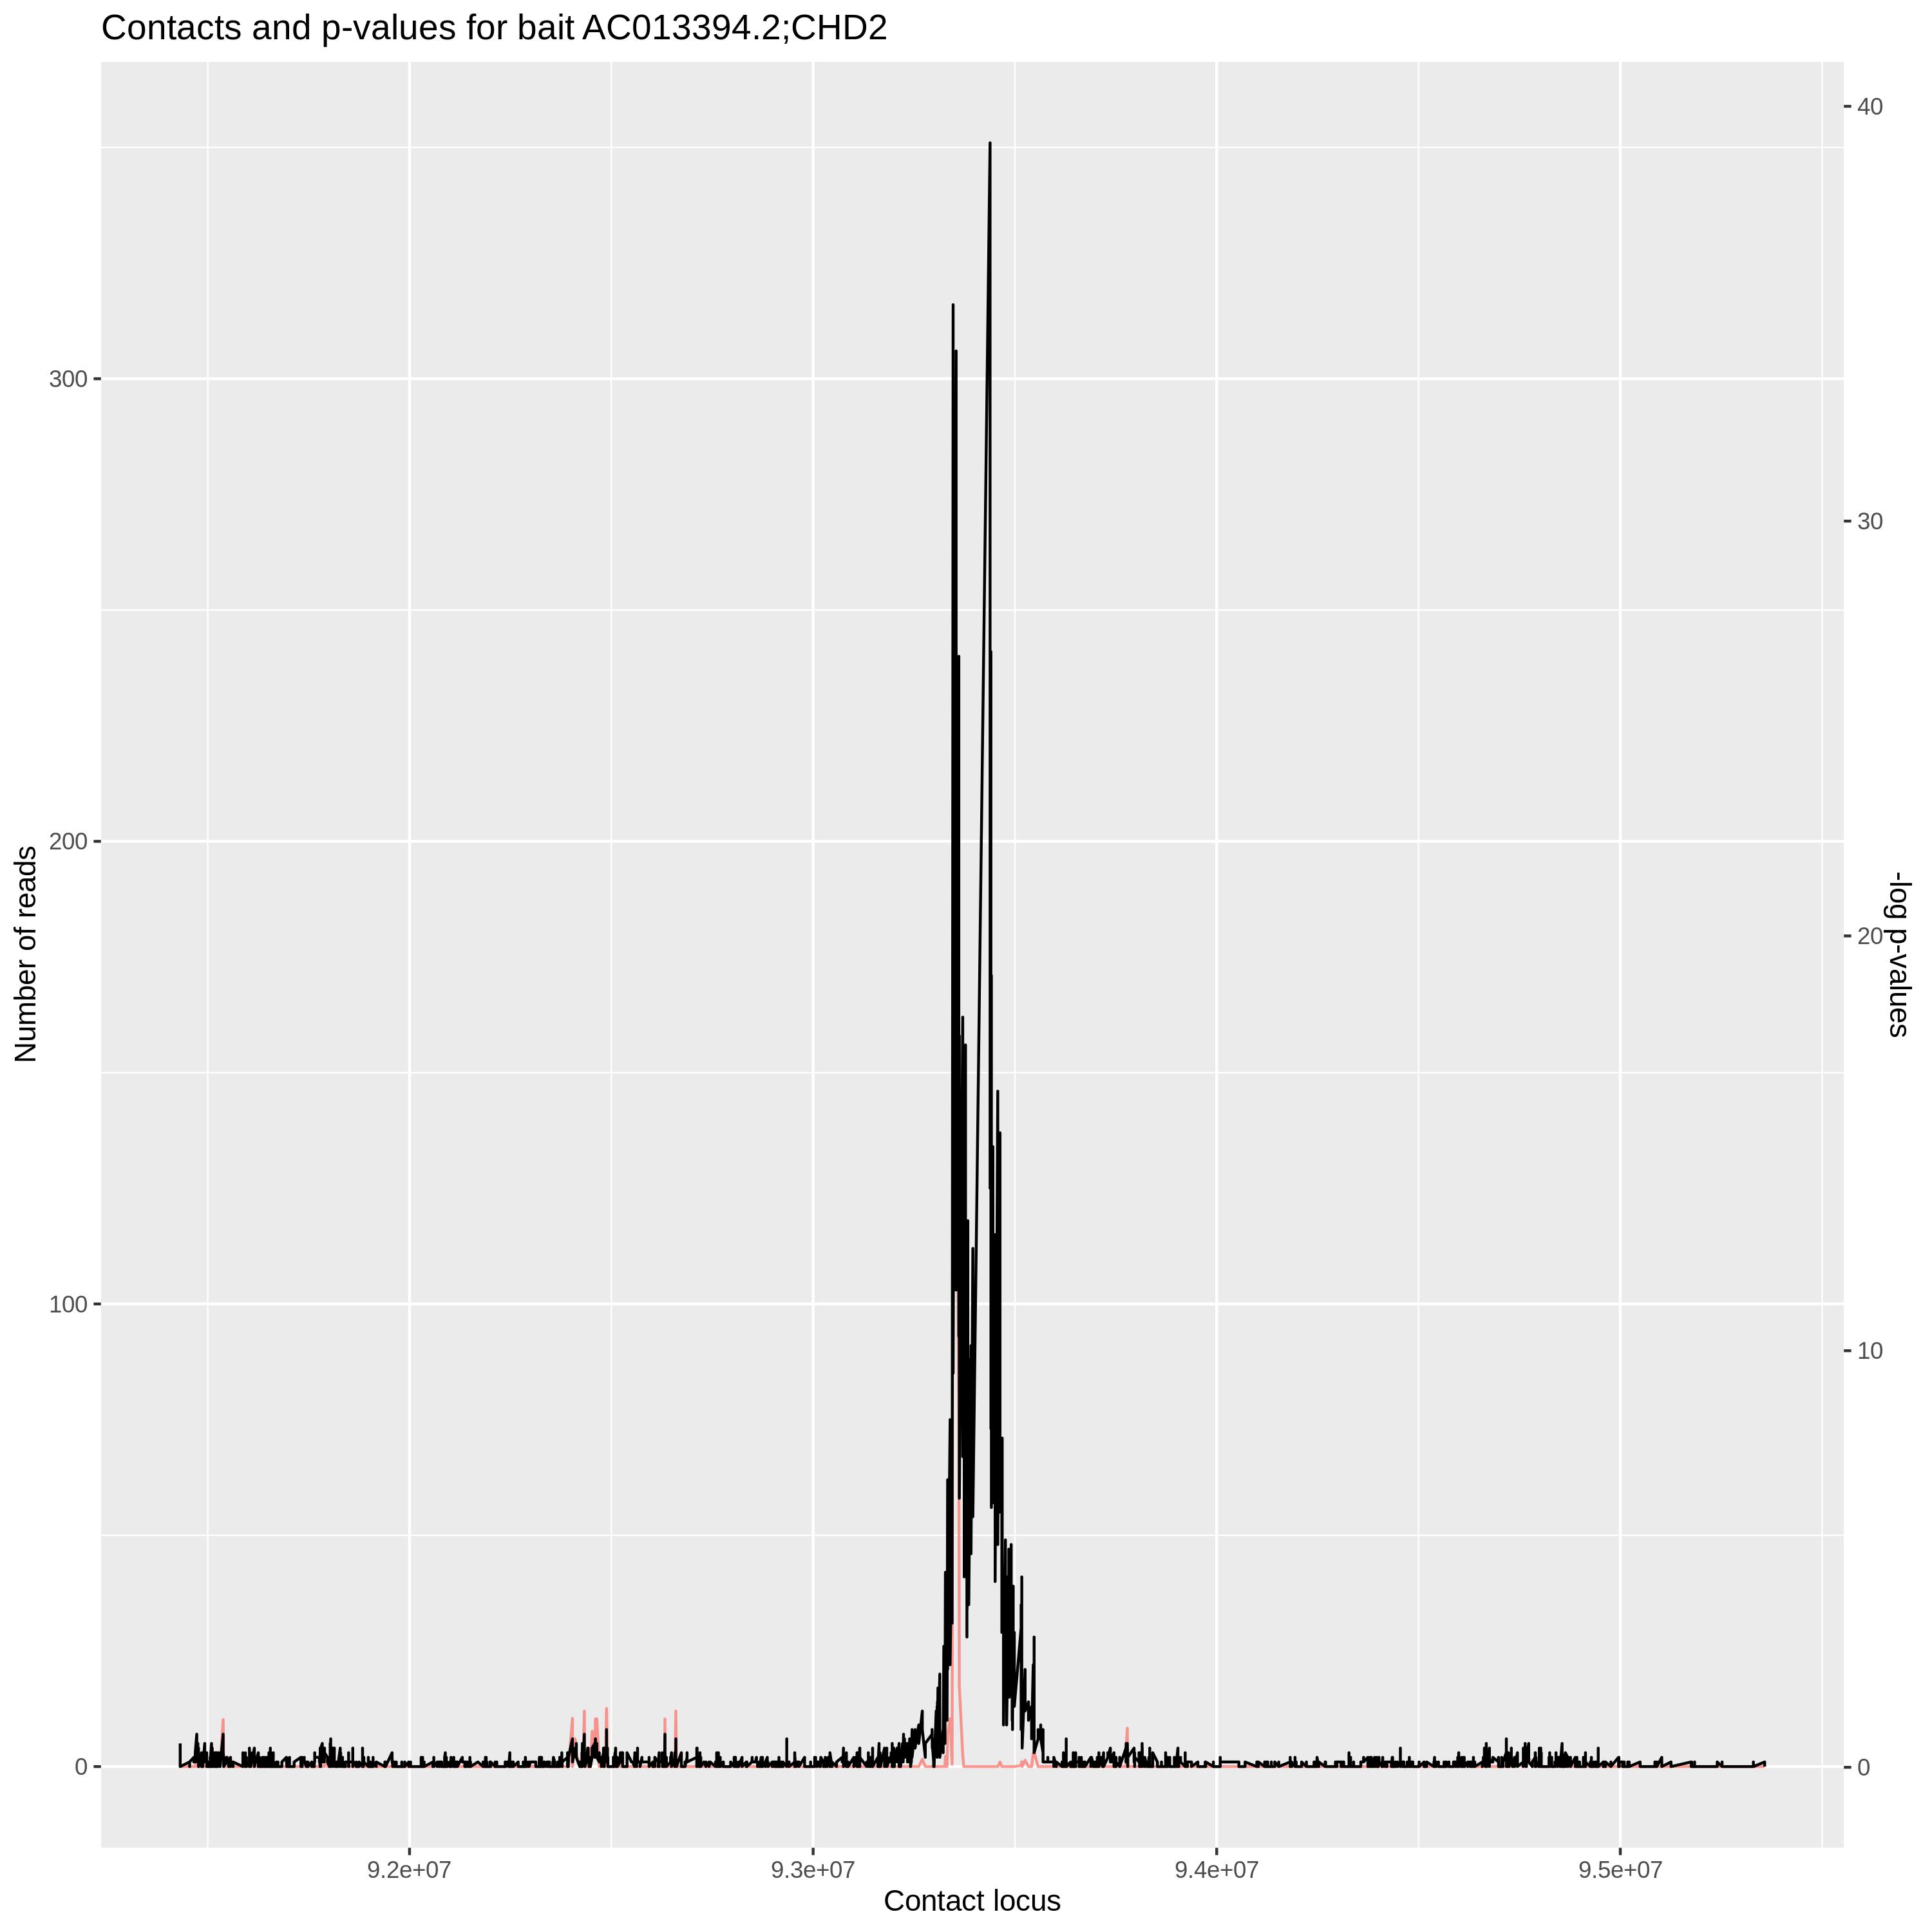 Contacts and p-values for bait AC013394.2;CHD2
40
300
30
200
Number of reads
20
-log p-values
100
10
0
0
9.2e+07
9.3e+07
9.4e+07
9.5e+07
Contact locus